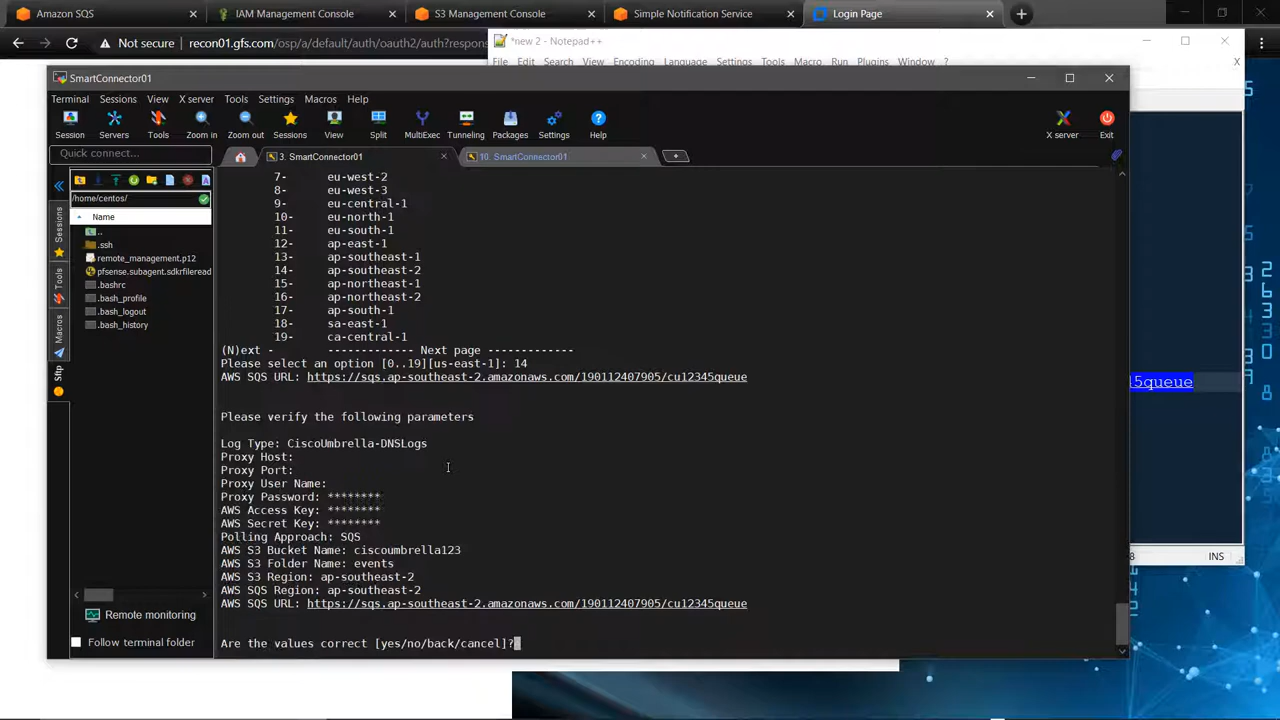 Amazon SQS
IAM Management Console
S3 Management Console
Simple Notification Service
Login Page
Not secure
recon01.gfs.com/osp/a/default/auth/oauth2/auth?respons
*new 2 - Notepad++
File Edit Search View Encoding Language Settings Tools Macro Run Plugins Window ? X
SmartConnector01
Terminal Sessions View X server Tools Settings Macros Help
Session Servers Tools Zoom in Zoom out Sessions View Split MultiExec Tunneling Packages Settings Help X server Exit
Quick connect...
3. SmartConnector01
10. SmartConnector01
/home/centos/
Name
..
.ssh
remote_management.p12
pfsense.subagent.sdkrfileread
.bashrc
.bash_profile
.bash_logout
.bash_history
Sessions
Tools
Macros
Sftp
Remote monitoring
Follow terminal folder
7- eu-west-2
8- eu-west-3
9- eu-central-1
10- eu-north-1
11- eu-south-1
12- ap-east-1
13- ap-southeast-1
14- ap-southeast-2
15- ap-northeast-1
16- ap-northeast-2
17- ap-south-1
18- sa-east-1
19- ca-central-1
(N)ext - ------------- Next page -------------
Please select an option [0..19][us-east-1]: 14
AWS SQS URL: https://sqs.ap-southeast-2.amazonaws.com/190112407905/cu12345queue
Please verify the following parameters
Log Type: CiscoUmbrella-DNSLogs
Proxy Host:
Proxy Port:
Proxy User Name:
Proxy Password: ********
AWS Access Key: ********
AWS Secret Key: ********
Polling Approach: SQS
AWS S3 Bucket Name: ciscoumbrella123
AWS S3 Folder Name: events
AWS S3 Region: ap-southeast-2
AWS SQS Region: ap-southeast-2
AWS SQS URL: https://sqs.ap-southeast-2.amazonaws.com/190112407905/cu12345queue
Are the values correct [yes/no/back/cancel]?
5queue
8
INS